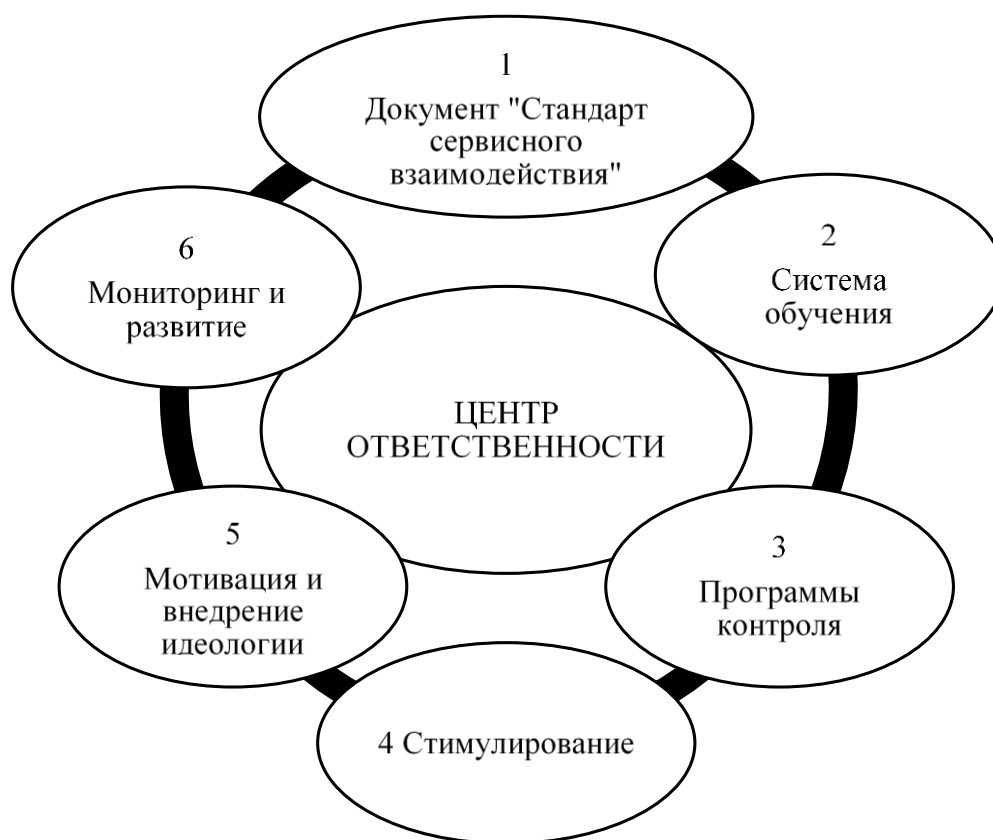 1
Документ "Стандарт
сервисного
взаимодействия"
2
Система
обучения
3
Программы
контроля
4 Стимулирование
5
Мотивация и
внедрение
идеологии
6
Мониторинг и
развитие
ЦЕНТР
ОТВЕТСТВЕННОСТИ